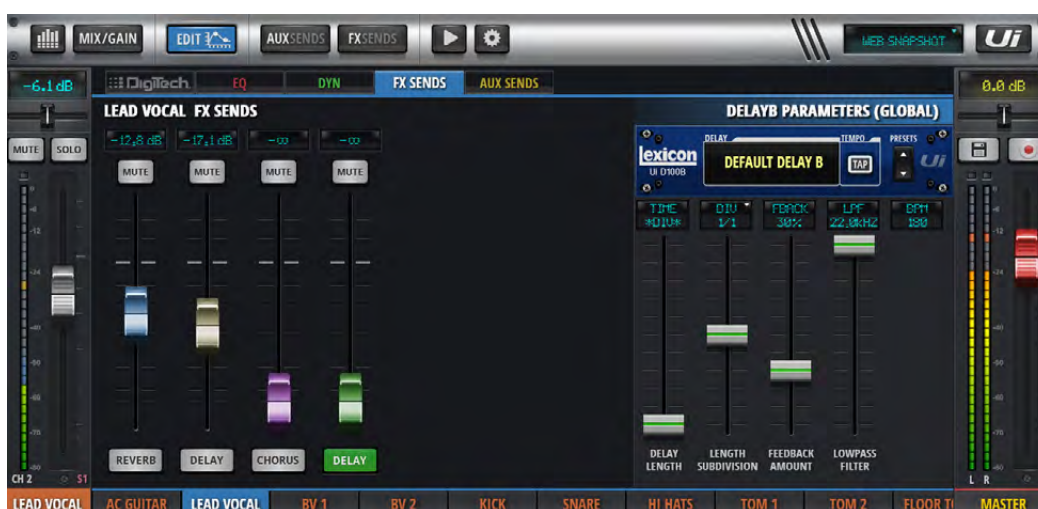 MIX/GAIN EDIT AUXSENDS FXSENDS WEB SNAPSHOT Ui
-6.1 dB DigiTech EQ DYN FX SENDS AUX SENDS 0.0 dB
LEAD VOCAL FX SENDS DELAYB PARAMETERS (GLOBAL)
-12,8 dB -17,1 dB -∞ -∞
MUTE SOLO MUTE MUTE MUTE MUTE
lexicon DELAY TEMPO PRESETS
UI D100B DEFAULT DELAY B TAP Ui
TIME DIV FBACK LPF BPM
*DIV* 1/1 30% 22.0kHZ 180
REVERB DELAY CHORUS DELAY
DELAY LENGTH FEEDBACK LOWPASS
LENGTH SUBDIVISION AMOUNT FILTER
CH 2 S1 L R
LEAD VOCAL AC GUITAR LEAD VOCAL BV 1 BV 2 KICK SNARE HI HATS TOM 1 TOM 2 FLOOR MASTER